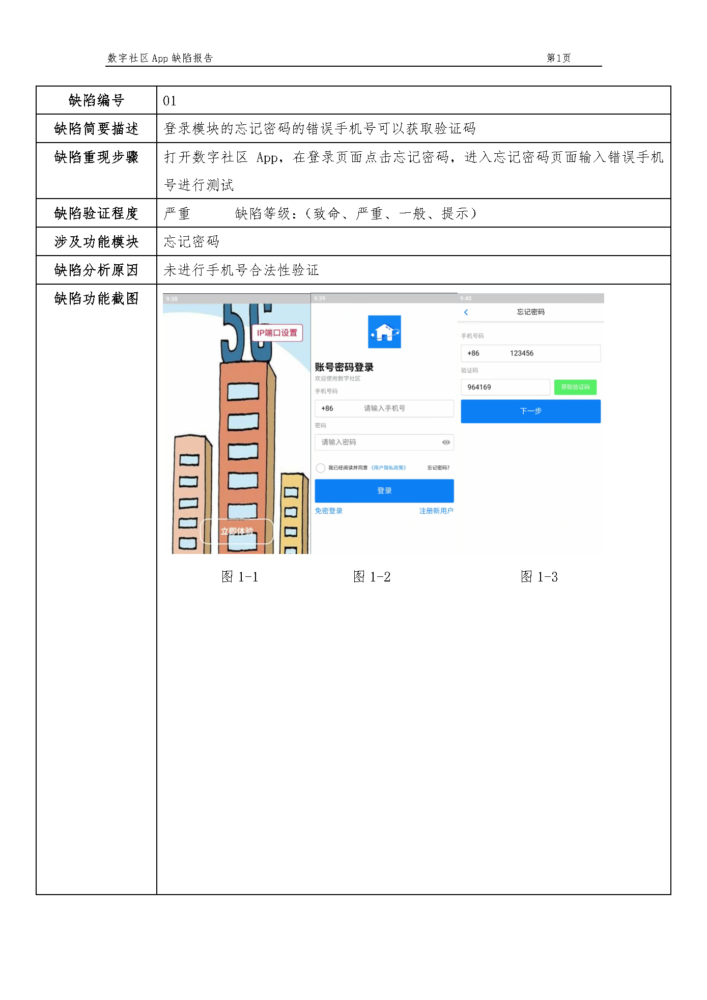 数字社区 App 缺陷报告 第1页
缺陷编号 01
缺陷简要描述 登录模块的忘记密码的错误手机号可以获取验证码
缺陷重现步骤 打开数字社区 App，在登录页面点击忘记密码，进入忘记密码页面输入错误手机
号进行测试
缺陷验证程度 严重 缺陷等级：（致命、严重、一般、提示）
涉及功能模块 忘记密码
缺陷分析原因 未进行手机号合法性验证
缺陷功能截图
9:38
5G
IP端口设置
立即体验
9:39
账号密码登录
欢迎使用数字社区
手机号码
+86 请输入手机号
密码
请输入密码
我已经阅读并同意《用户隐私政策》 忘记密码?
登录
免密登录 注册新用户
9:40
忘记密码
手机号码
+86 123456
验证码
964169 获取验证码
下一步
图 1-1 图 1-2 图 1-3